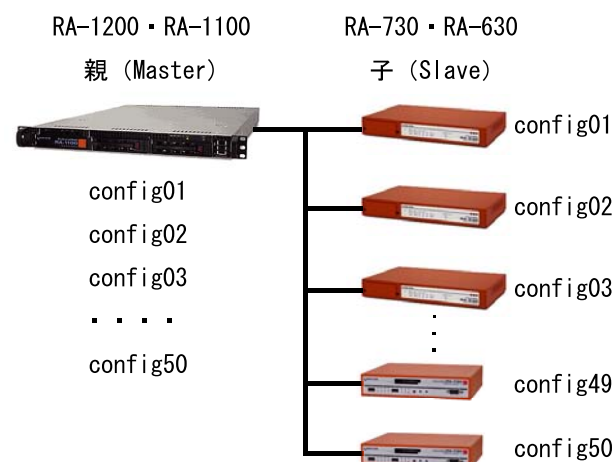 RA-1200・RA-1100
親 (Master)
config01
config02
config03
・・・・
config50
RA-730・RA-630
子 (Slave)
config01
config02
config03
config49
config50